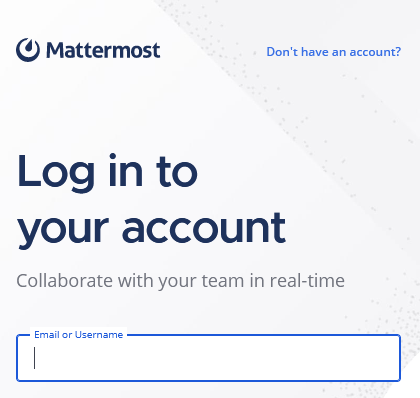 Mattermost
Don't have an account?
Log in to
your account
Collaborate with your team in real-time
Email or Username